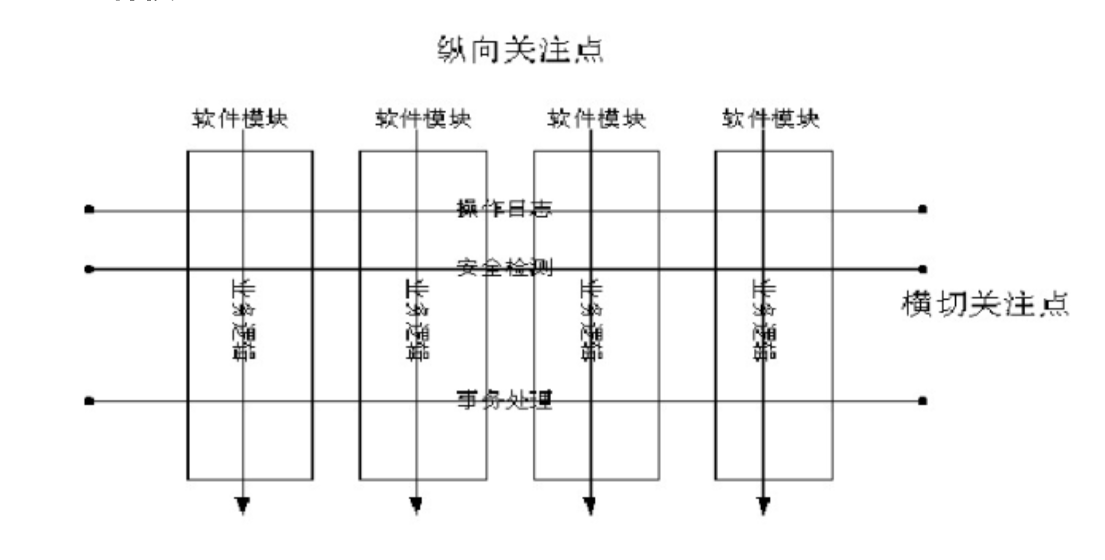 纵向关注点
软件模块
软件模块
软件模块
软件模块
操作日志
安全检测
业务逻辑
业务逻辑
业务逻辑
业务逻辑
横切关注点
事务处理